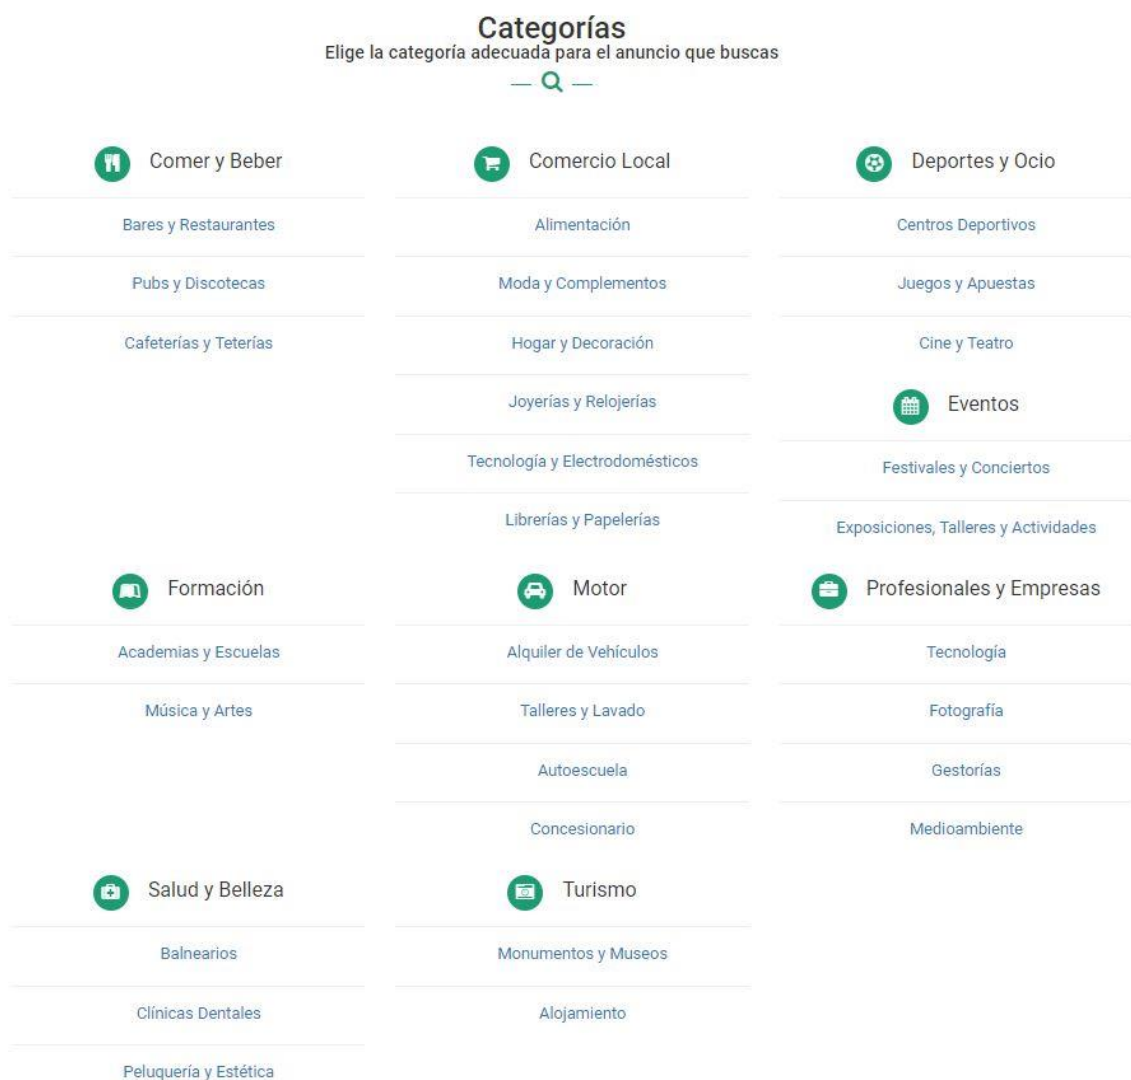 Categorías
Elige la categoría adecuada para el anuncio que buscas
Comer y Beber
Bares y Restaurantes
Pubs y Discotecas
Cafeterías y Teterías
Comercio Local
Alimentación
Moda y Complementos
Hogar y Decoración
Joyerías y Relojerías
Tecnología y Electrodomésticos
Librerías y Papelerías
Deportes y Ocio
Centros Deportivos
Juegos y Apuestas
Cine y Teatro
Eventos
Festivales y Conciertos
Exposiciones, Talleres y Actividades
Formación
Academias y Escuelas
Música y Artes
Motor
Alquiler de Vehículos
Talleres y Lavado
Autoescuela
Concesionario
Profesionales y Empresas
Tecnología
Fotografía
Gestorías
Medioambiente
Salud y Belleza
Balnearios
Clínicas Dentales
Peluquería y Estética
Turismo
Monumentos y Museos
Alojamiento